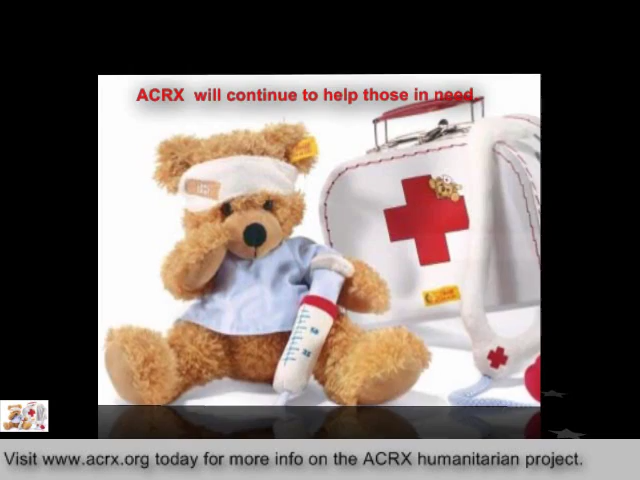 ACRX will continue to help those in need.
Visit www.acrx.org today for more info on the ACRX humanitarian project.